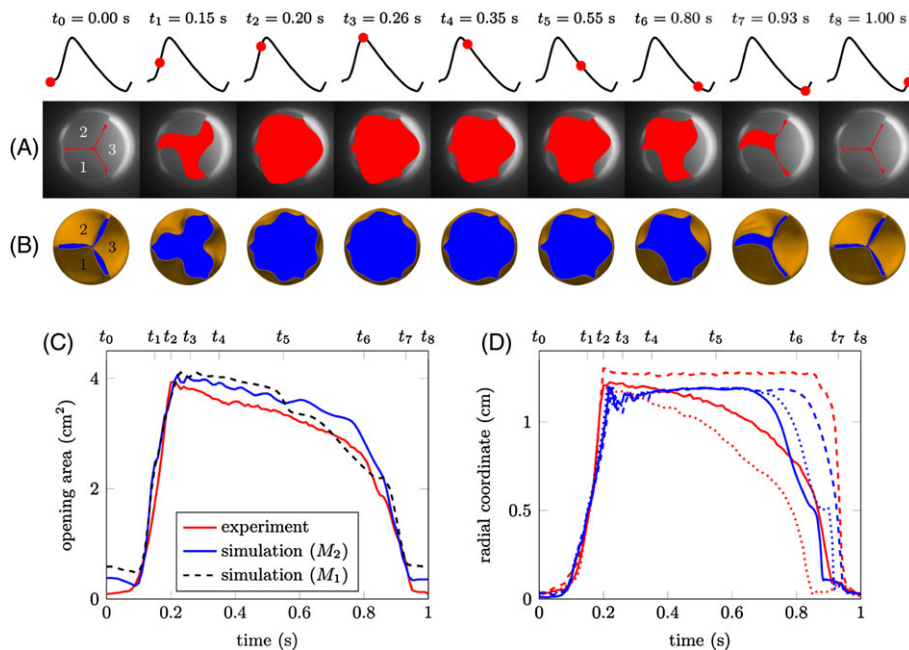 t₀ = 0.00 s t₁ = 0.15 s t₂ = 0.20 s t₃ = 0.26 s t₄ = 0.35 s t₅ = 0.55 s t₆ = 0.80 s t₇ = 0.93 s t₈ = 1.00 s
(A)
2
3
1
(B)
2
3
1
(C)
t₀ t₁ t₂ t₃ t₄ t₅ t₆ t₇ t₈
4
2
0
opening area (cm²)
experiment
simulation (M₂)
simulation (M₁)
0 0.2 0.4 0.6 0.8 1
time (s)
(D)
t₀ t₁ t₂ t₃ t₄ t₅ t₆ t₇ t₈
1
0.5
0
radial coordinate (cm)
0 0.2 0.4 0.6 0.8 1
time (s)